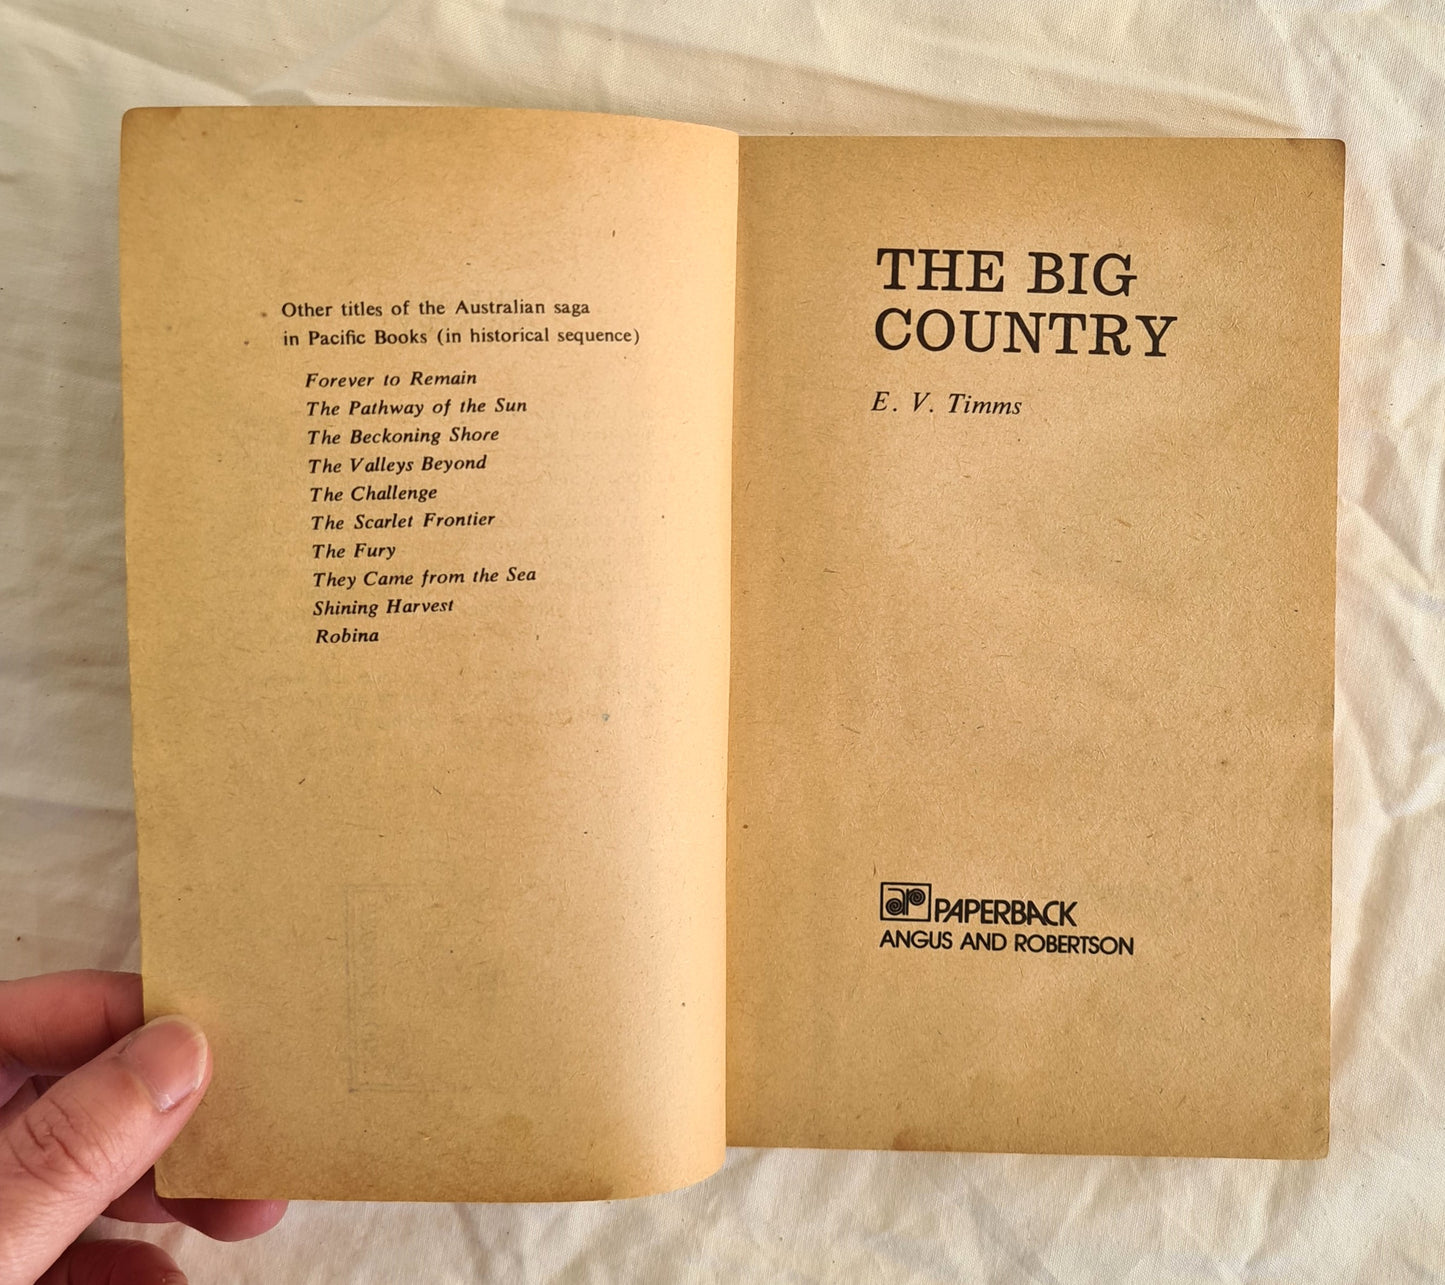 Other titles of the Australian saga
in Pacific Books (in historical sequence)
Forever to Remain
The Pathway of the Sun
The Beckoning Shore
The Valleys Beyond
The Challenge
The Scarlet Frontier
The Fury
They Came from the Sea
Shining Harvest
Robina
THE BIG
COUNTRY
E. V. Timms
ar PAPERBACK
ANGUS AND ROBERTSON